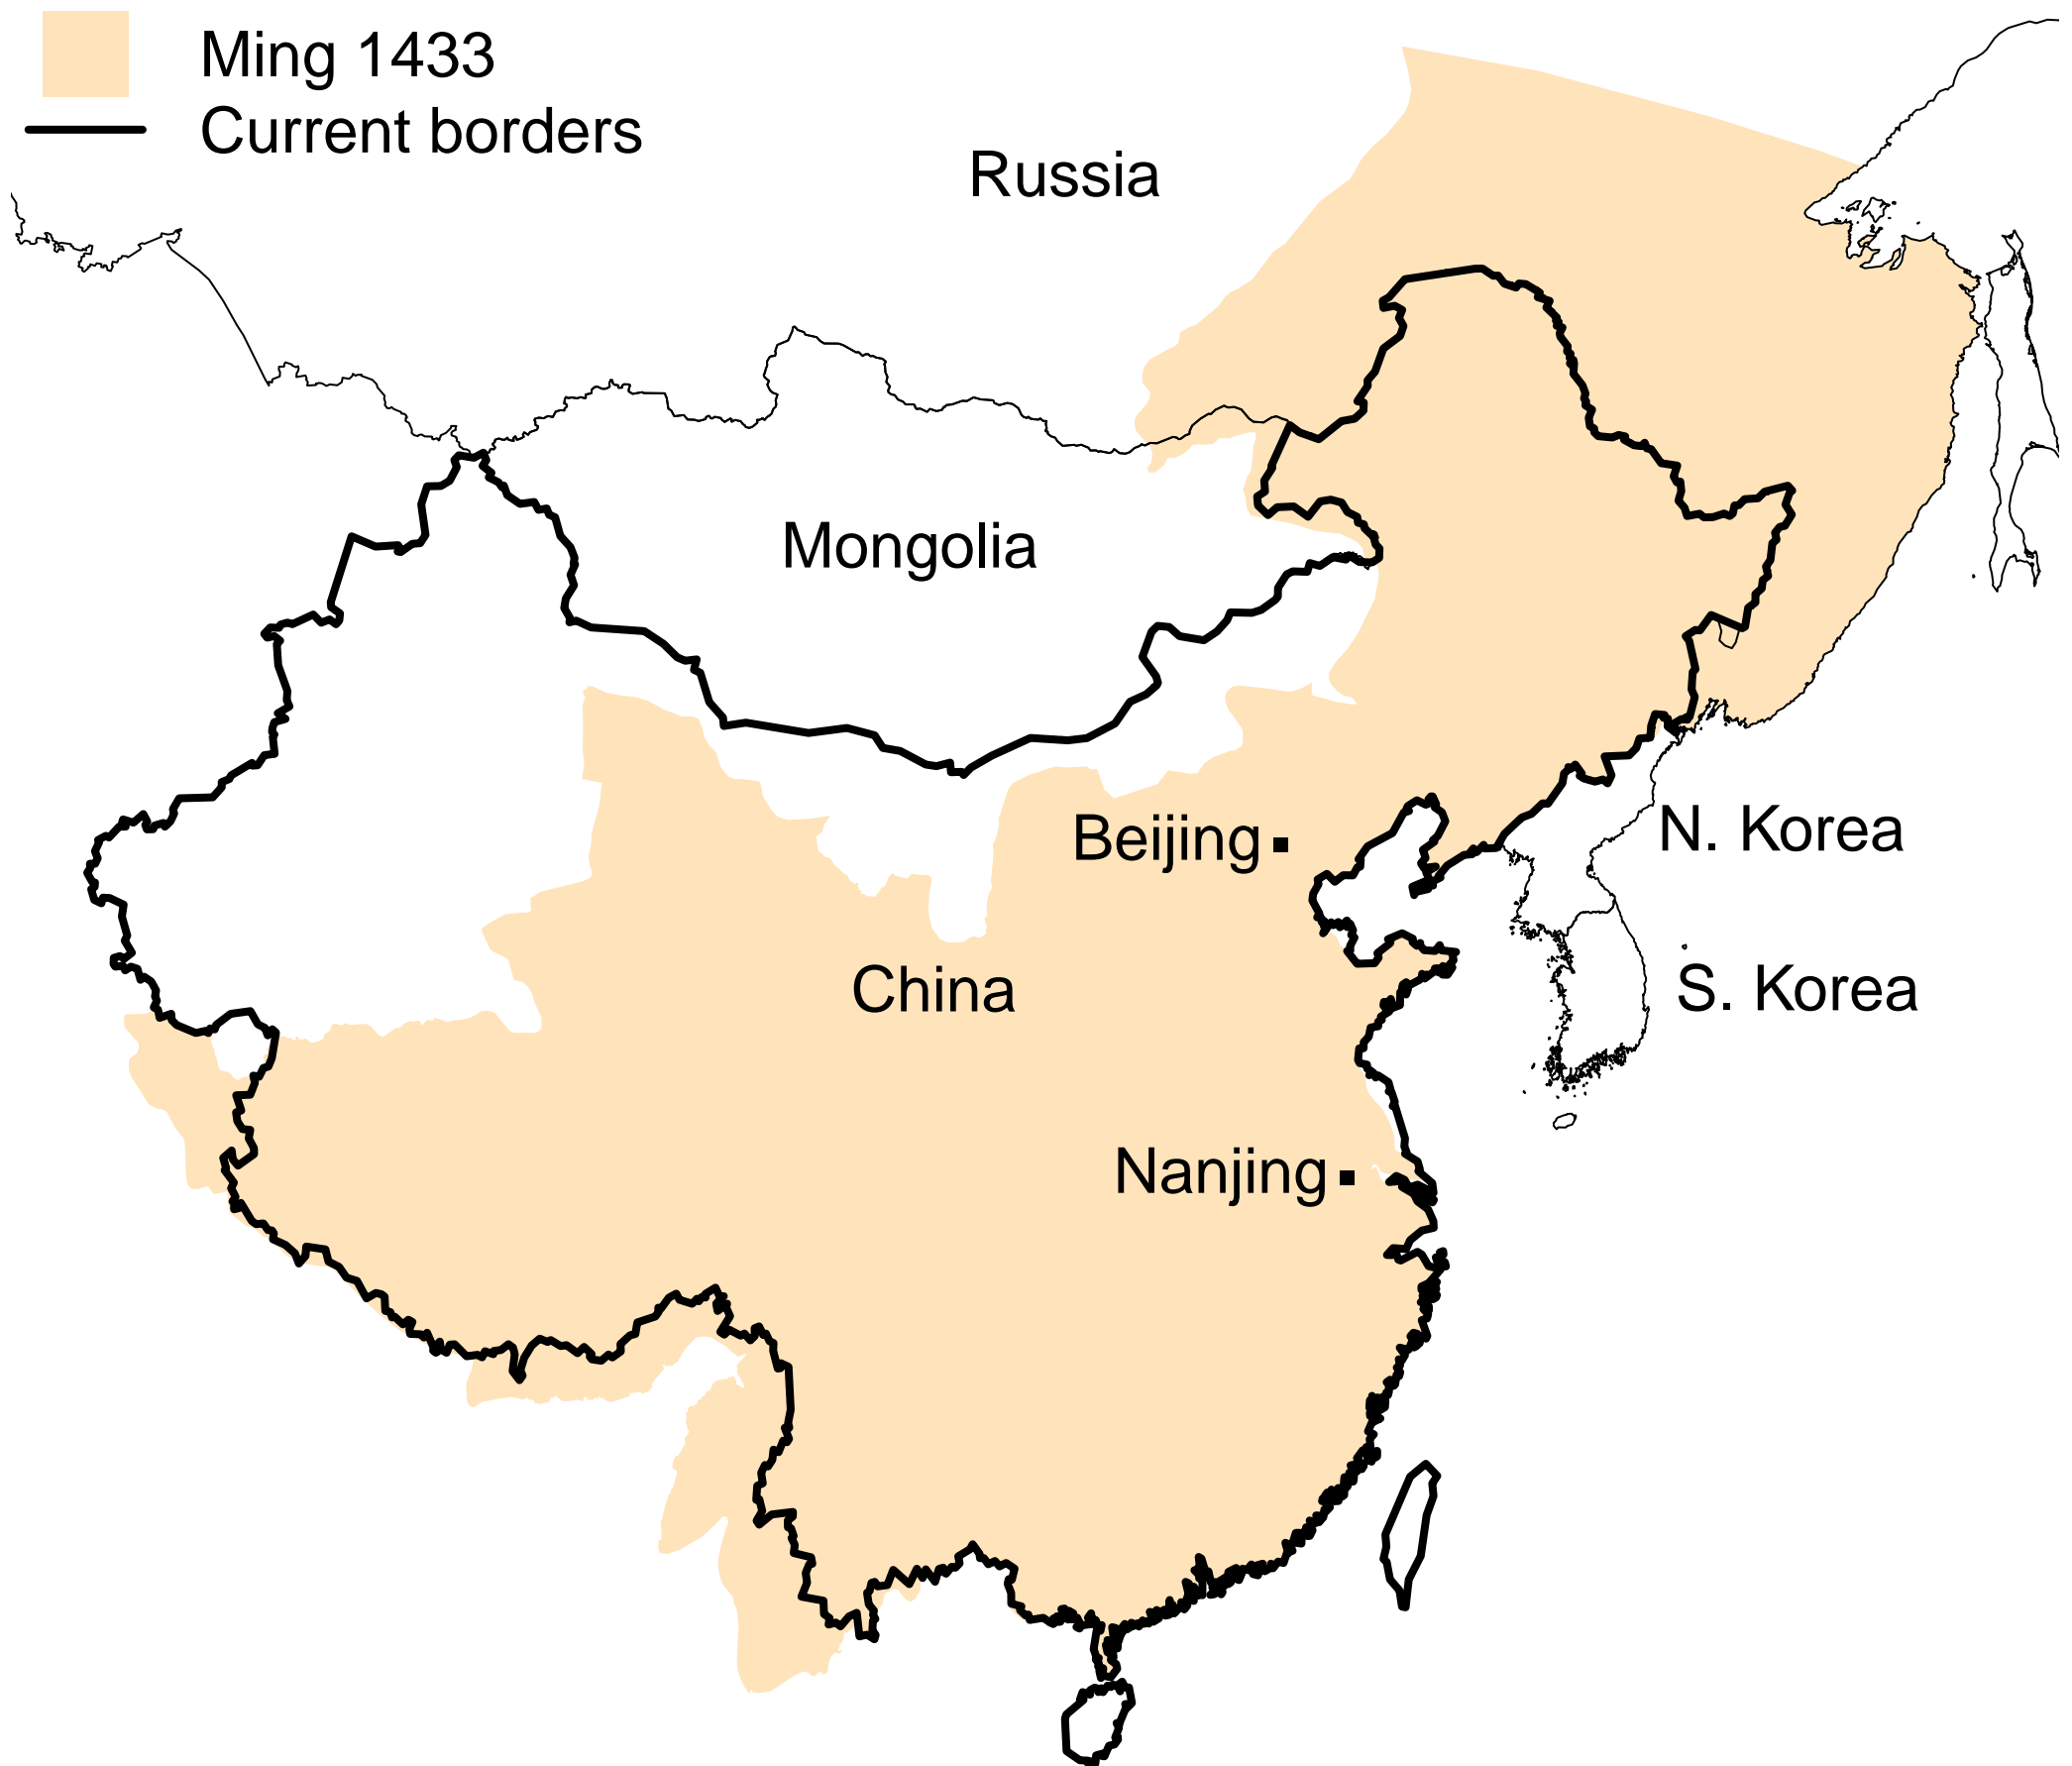 Ming 1433
Current borders
Russia
Mongolia
Beijing
N. Korea
China
S. Korea
Nanjing